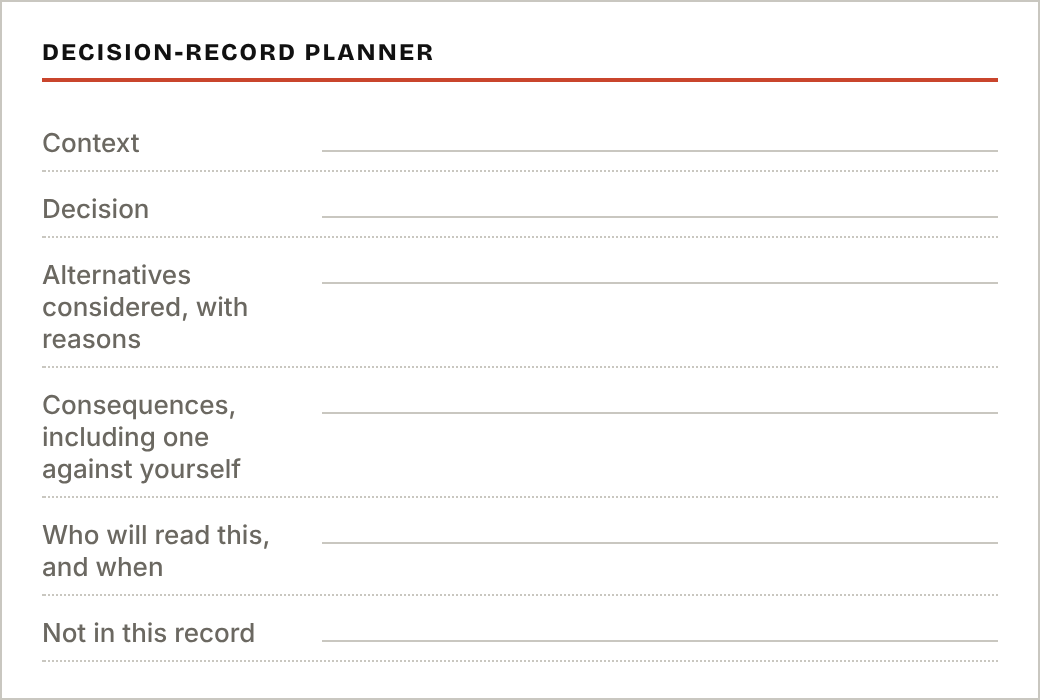 DECISION-RECORD PLANNER
Context
Decision
Alternatives
considered, with
reasons
Consequences,
including one
against yourself
Who will read this,
and when
Not in this record